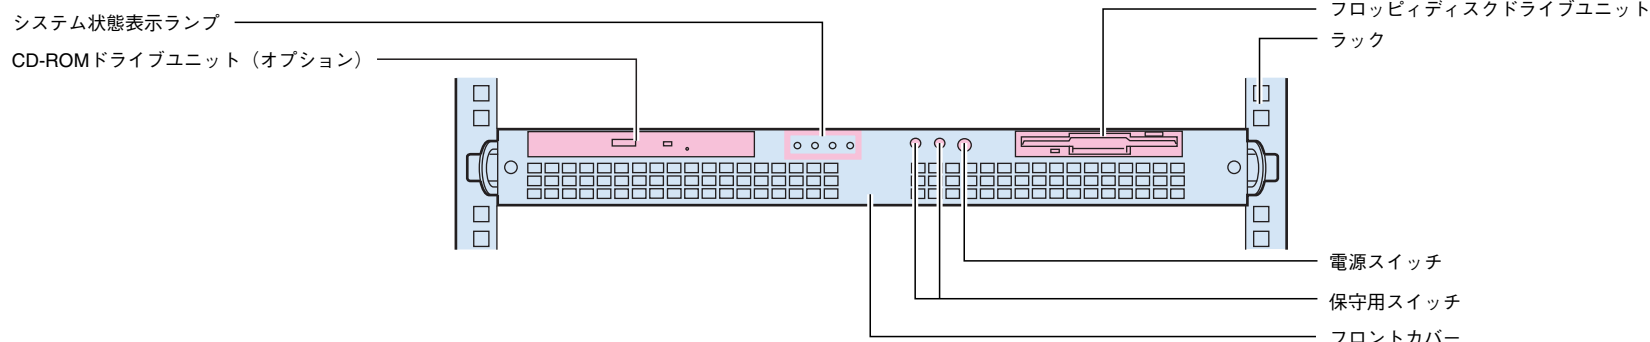 システム状態表示ランプ
CD-ROMドライブユニット（オプション）
フロッピィディスクドライブユニット
ラック
電源スイッチ
保守用スイッチ
フロントカバー